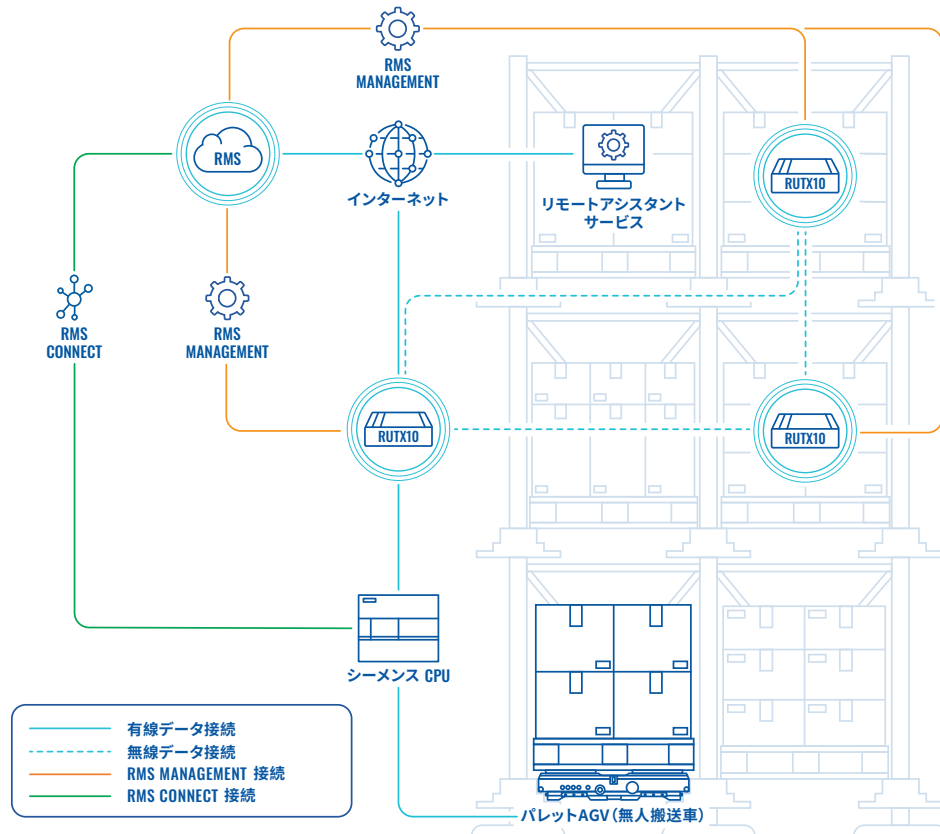 RMS
MANAGEMENT
RMS
インターネット
リモートアシスタント
サービス
RUTX10
RMS
CONNECT
RMS
MANAGEMENT
RUTX10
RUTX10
シーメンス CPU
有線データ接続
無線データ接続
RMS MANAGEMENT 接続
RMS CONNECT 接続
パレットAGV（無人搬送車）